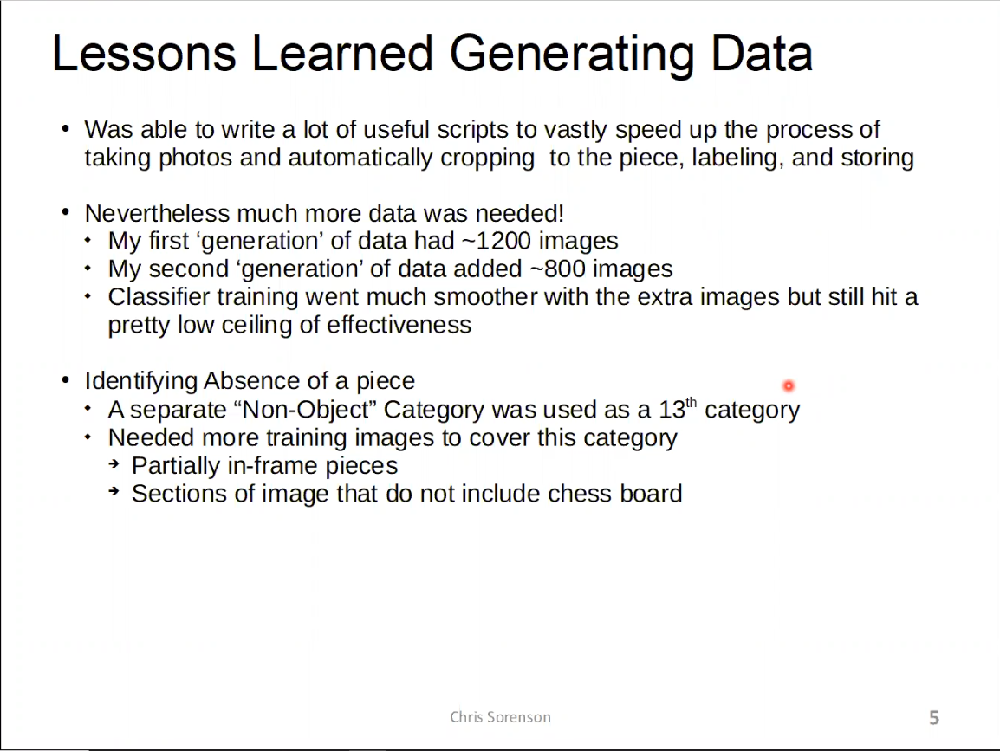 Lessons Learned Generating Data
• Was able to write a lot of useful scripts to vastly speed up the process of
taking photos and automatically cropping  to the piece, labeling, and storing
• Nevertheless much more data was needed!
• My first ‘generation’ of data had ~1200 images
• My second ‘generation’ of data added ~800 images
• Classifier training went much smoother with the extra images but still hit a
pretty low ceiling of effectiveness
• Identifying Absence of a piece
• A separate “Non-Object” Category was used as a 13th category
• Needed more training images to cover this category
➔ Partially in-frame pieces
➔ Sections of image that do not include chess board
Chris Sorenson
5